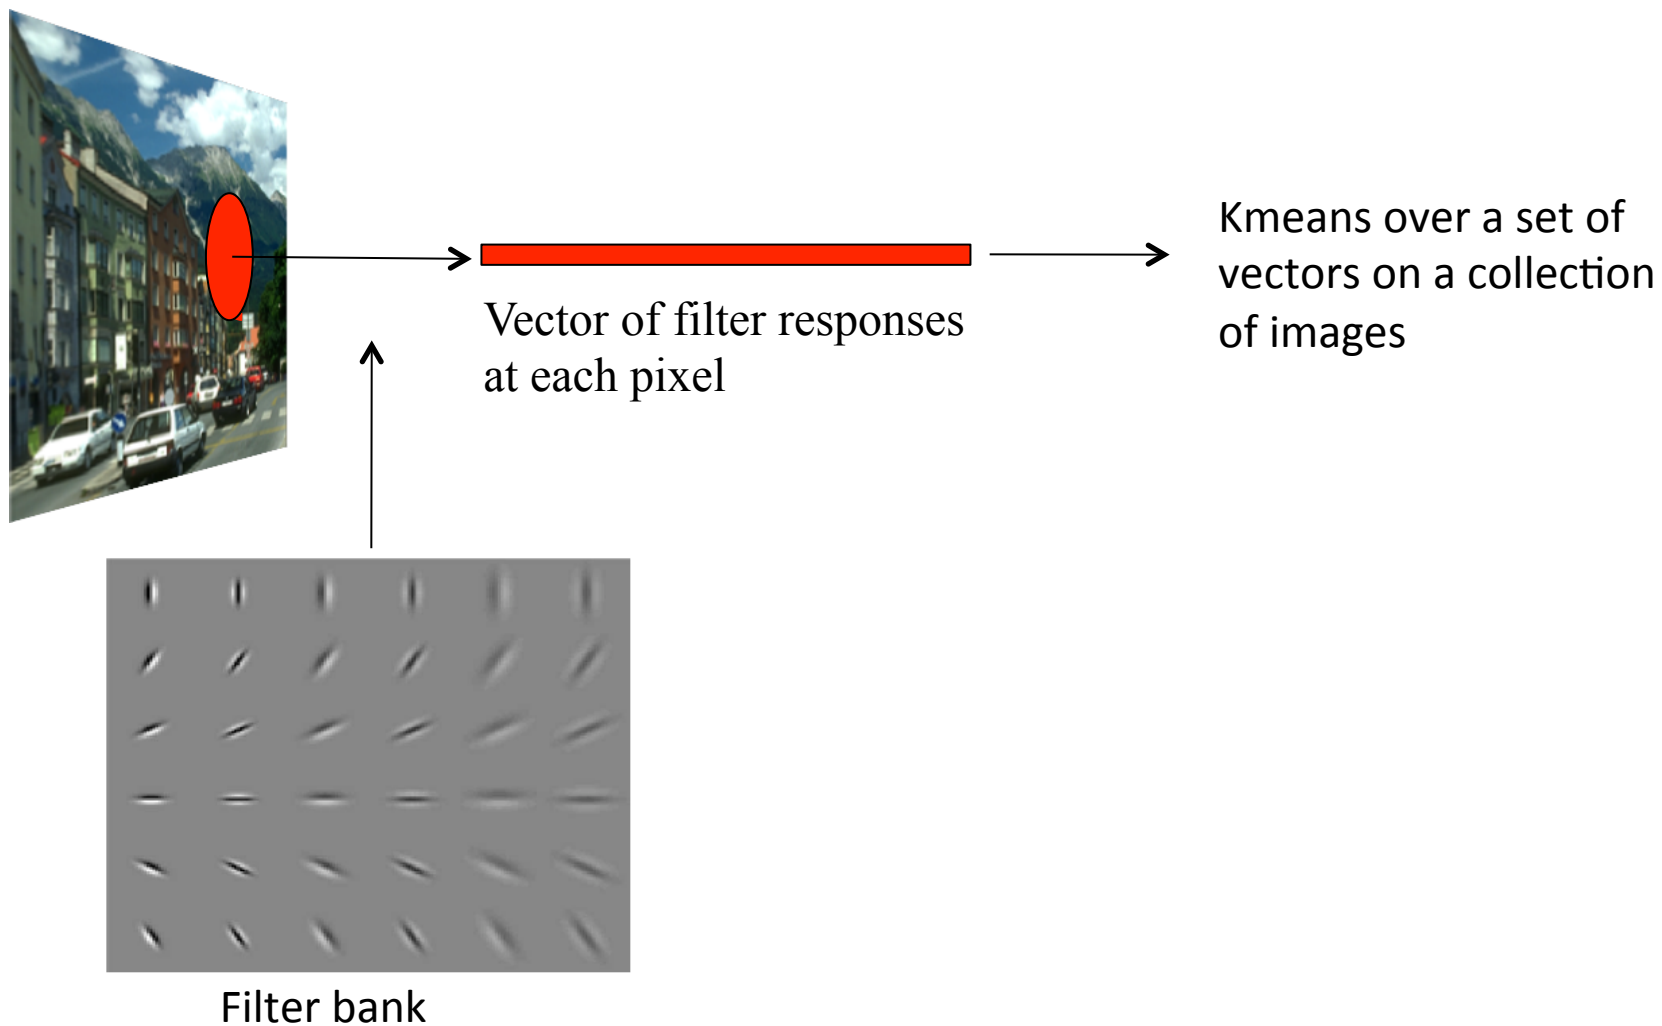 Vector of filter responses
at each pixel
Kmeans over a set of
vectors on a collection
of images
Filter bank